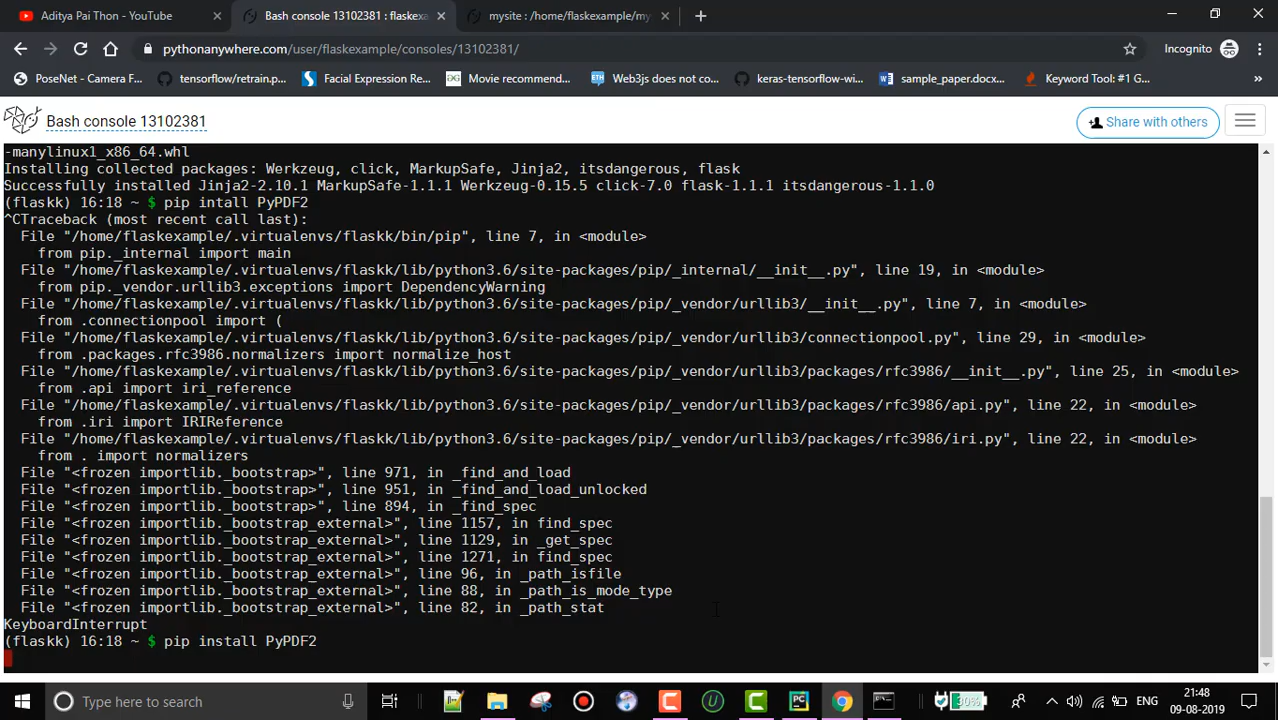 Aditya Pai Thon - YouTube
Bash console 13102381 : flaskexa
mysite : /home/flaskexample/my
pythonanywhere.com/user/flaskexample/consoles/13102381/
Incognito
PoseNet - Camera F...
tensorflow/retrain.p...
Facial Expression Re...
Movie recommend...
Web3js does not co...
keras-tensorflow-wi...
sample_paper.docx...
Keyword Tool: #1 G...
Bash console 13102381
Share with others
-manylinux1_x86_64.whl
Installing collected packages: Werkzeug, click, MarkupSafe, Jinja2, itsdangerous, flask
Successfully installed Jinja2-2.10.1 MarkupSafe-1.1.1 Werkzeug-0.15.5 click-7.0 flask-1.1.1 itsdangerous-1.1.0
(flaskk) 16:18 ~ $ pip intall PyPDF2
^CTraceback (most recent call last):
File "/home/flaskexample/.virtualenvs/flaskk/bin/pip", line 7, in <module>
from pip._internal import main
File "/home/flaskexample/.virtualenvs/flaskk/lib/python3.6/site-packages/pip/_internal/__init__.py", line 19, in <module>
from pip._vendor.urllib3.exceptions import DependencyWarning
File "/home/flaskexample/.virtualenvs/flaskk/lib/python3.6/site-packages/pip/_vendor/urllib3/__init__.py", line 7, in <module>
from .connectionpool import (
File "/home/flaskexample/.virtualenvs/flaskk/lib/python3.6/site-packages/pip/_vendor/urllib3/connectionpool.py", line 29, in <module>
from .packages.rfc3986.normalizers import normalize_host
File "/home/flaskexample/.virtualenvs/flaskk/lib/python3.6/site-packages/pip/_vendor/urllib3/packages/rfc3986/__init__.py", line 25, in <module>
from .api import iri_reference
File "/home/flaskexample/.virtualenvs/flaskk/lib/python3.6/site-packages/pip/_vendor/urllib3/packages/rfc3986/api.py", line 22, in <module>
from .iri import IRIReference
File "/home/flaskexample/.virtualenvs/flaskk/lib/python3.6/site-packages/pip/_vendor/urllib3/packages/rfc3986/iri.py", line 22, in <module>
from . import normalizers
File "<frozen importlib._bootstrap>", line 971, in _find_and_load
File "<frozen importlib._bootstrap>", line 951, in _find_and_load_unlocked
File "<frozen importlib._bootstrap>", line 894, in _find_spec
File "<frozen importlib._bootstrap_external>", line 1157, in find_spec
File "<frozen importlib._bootstrap_external>", line 1129, in _get_spec
File "<frozen importlib._bootstrap_external>", line 1271, in find_spec
File "<frozen importlib._bootstrap_external>", line 96, in _path_isfile
File "<frozen importlib._bootstrap_external>", line 88, in _path_is_mode_type
File "<frozen importlib._bootstrap_external>", line 82, in _path_stat
KeyboardInterrupt
(flaskk) 16:18 ~ $ pip install PyPDF2
Type here to search
30%
ENG
21:48
09-08-2019